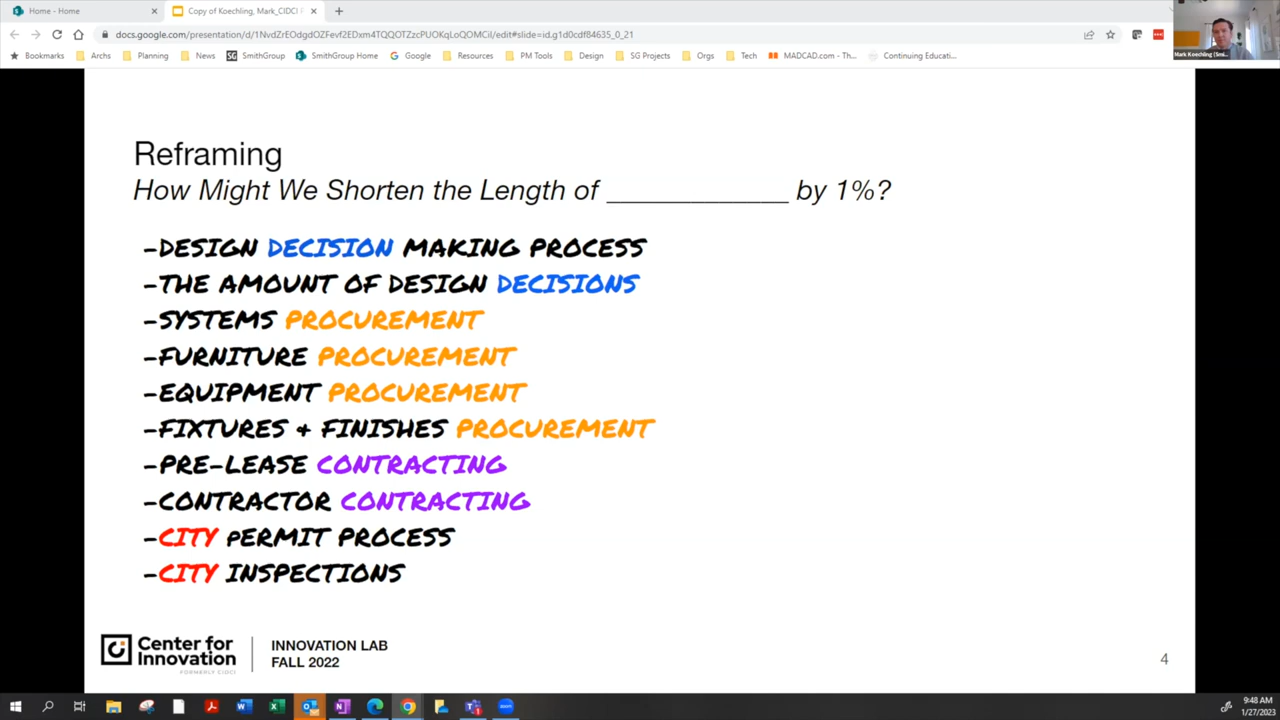 Home - Home
Copy of Koechling, Mark_CIDCI F
docs.google.com/presentation/d/1NvdZrEOdgdOZFevf2EDxm4TQQOTZzcPUOKqLoQOMCiI/edit#slide=id.g1d0cdf84635_0_21
Bookmarks Archs Planning News SmithGroup SmithGroup Home Google Resources PM Tools Design SG Projects Orgs Tech MADCAD.com - Th... Continuing Educati...
Reframing
How Might We Shorten the Length of _____________ by 1%?
-DESIGN DECISION MAKING PROCESS
-THE AMOUNT OF DESIGN DECISIONS
-SYSTEMS PROCUREMENT
-FURNITURE PROCUREMENT
-EQUIPMENT PROCUREMENT
-FIXTURES & FINISHES PROCUREMENT
-PRE-LEASE CONTRACTING
-CONTRACTOR CONTRACTING
-CITY PERMIT PROCESS
-CITY INSPECTIONS
Center for
Innovation
FORMERLY CIDCI
INNOVATION LAB
FALL 2022
4
9:48 AM
1/27/2023